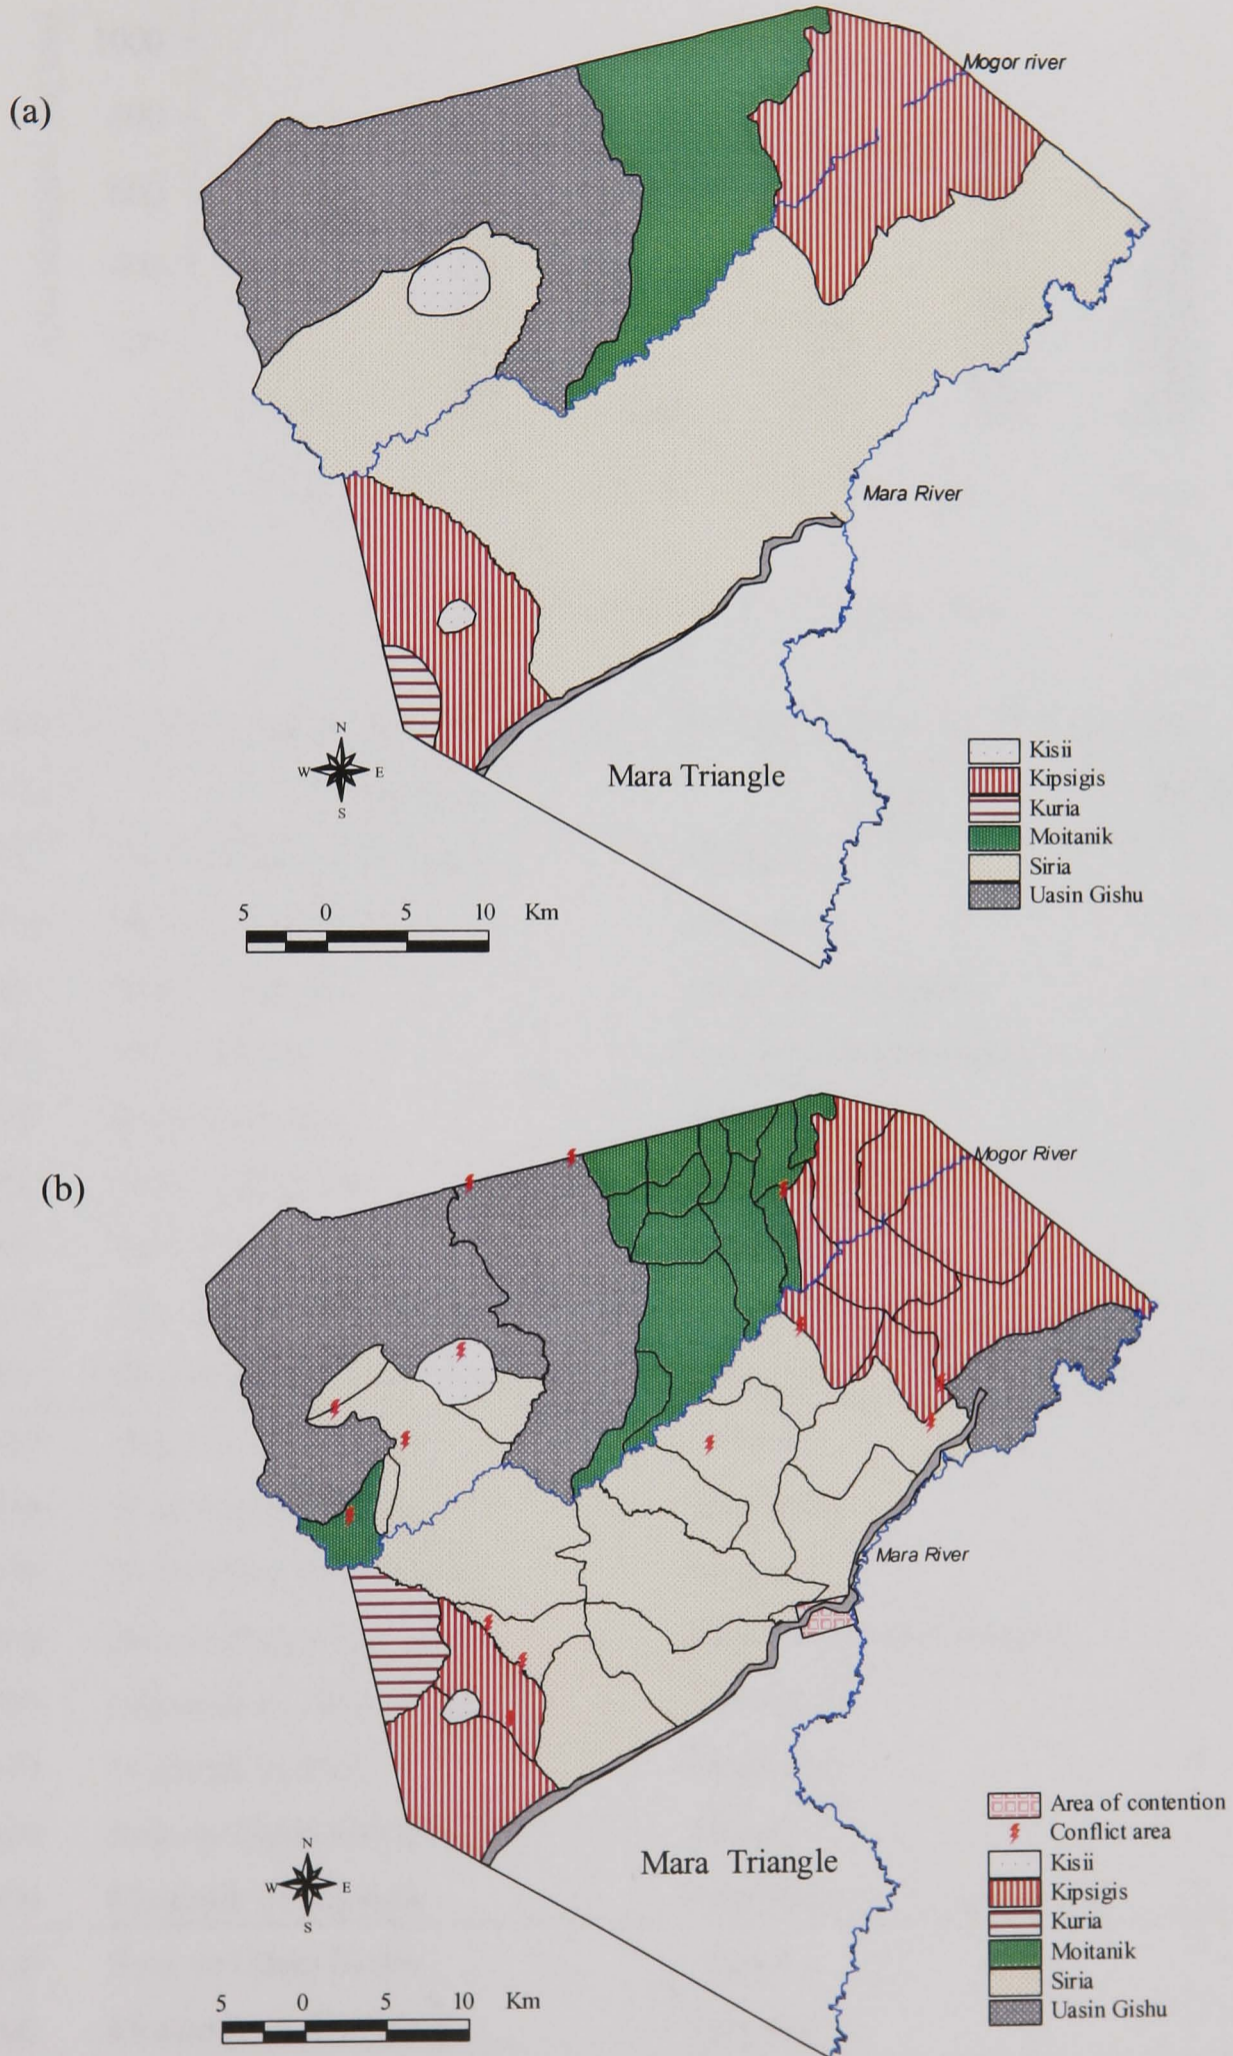 (a)
Mogor river
Mara River
N
W E
S
Mara Triangle
Kisii
Kipsigis
Kuria
Moitanik
Siria
Uasin Gishu
5 0 5 10 Km
(b)
Mogor River
Mara River
Area of contention
Conflict area
Kisii
Kipsigis
Kuria
Moitanik
Siria
Uasin Gishu
Mara Triangle
N
W E
S
5 0 5 10 Km